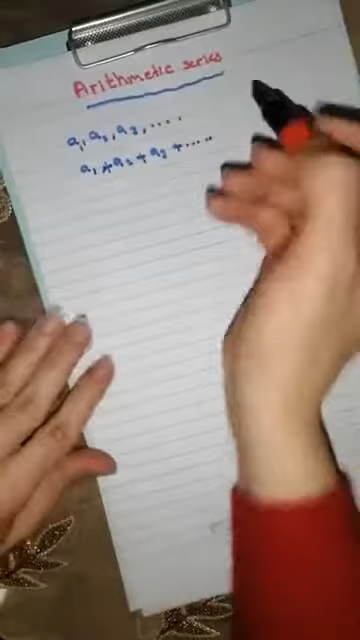 Arithmetic series
a₁, a₂, a₃, .....
a₁ + a₂ + a₃ + .....